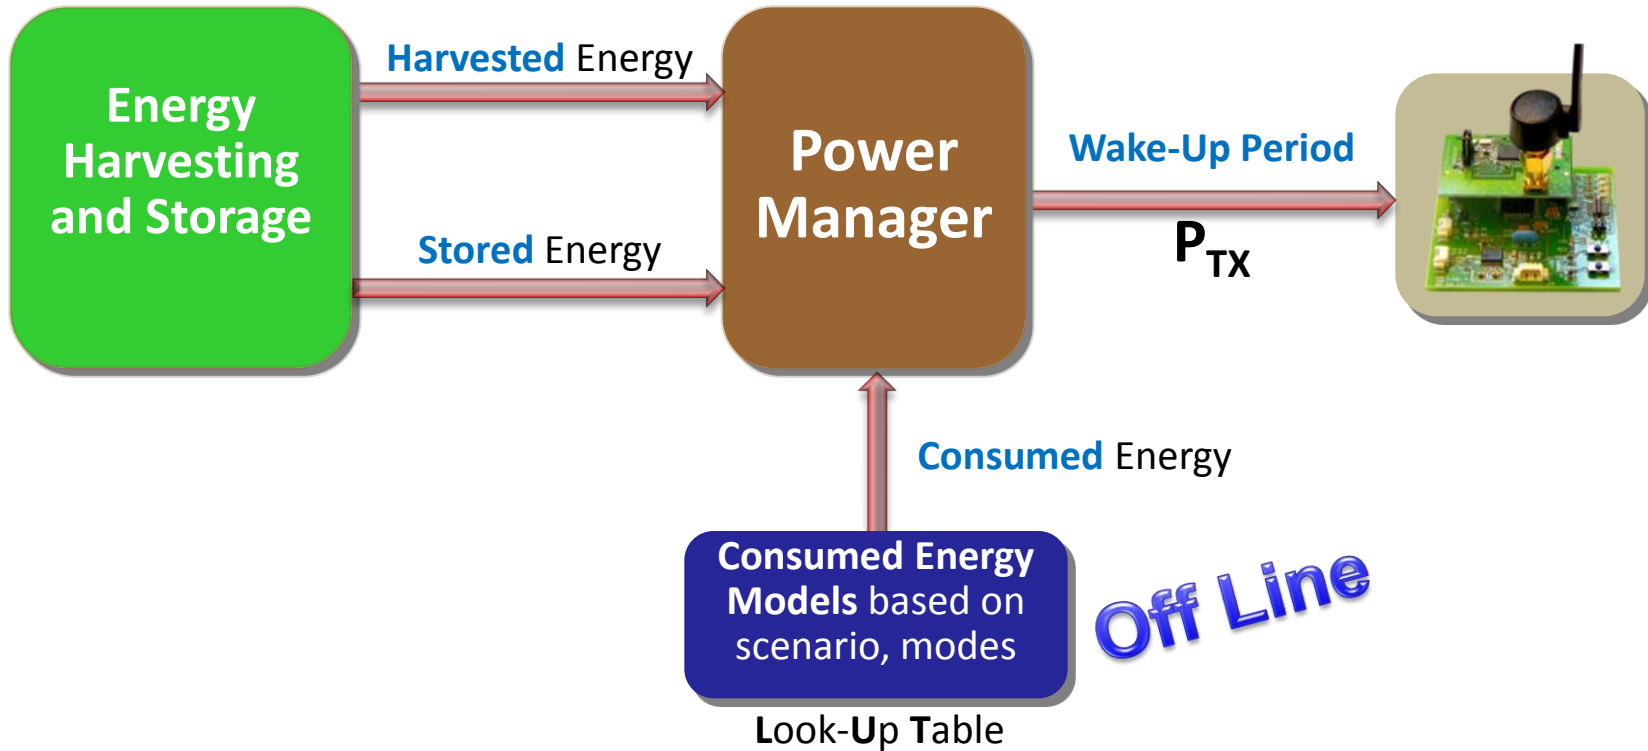 Energy
Harvesting
and Storage
Harvested Energy
Stored Energy
Power
Manager
Wake-Up Period
P_TX
Consumed Energy
Consumed Energy
Models based on
scenario, modes
Off Line
Look-Up Table